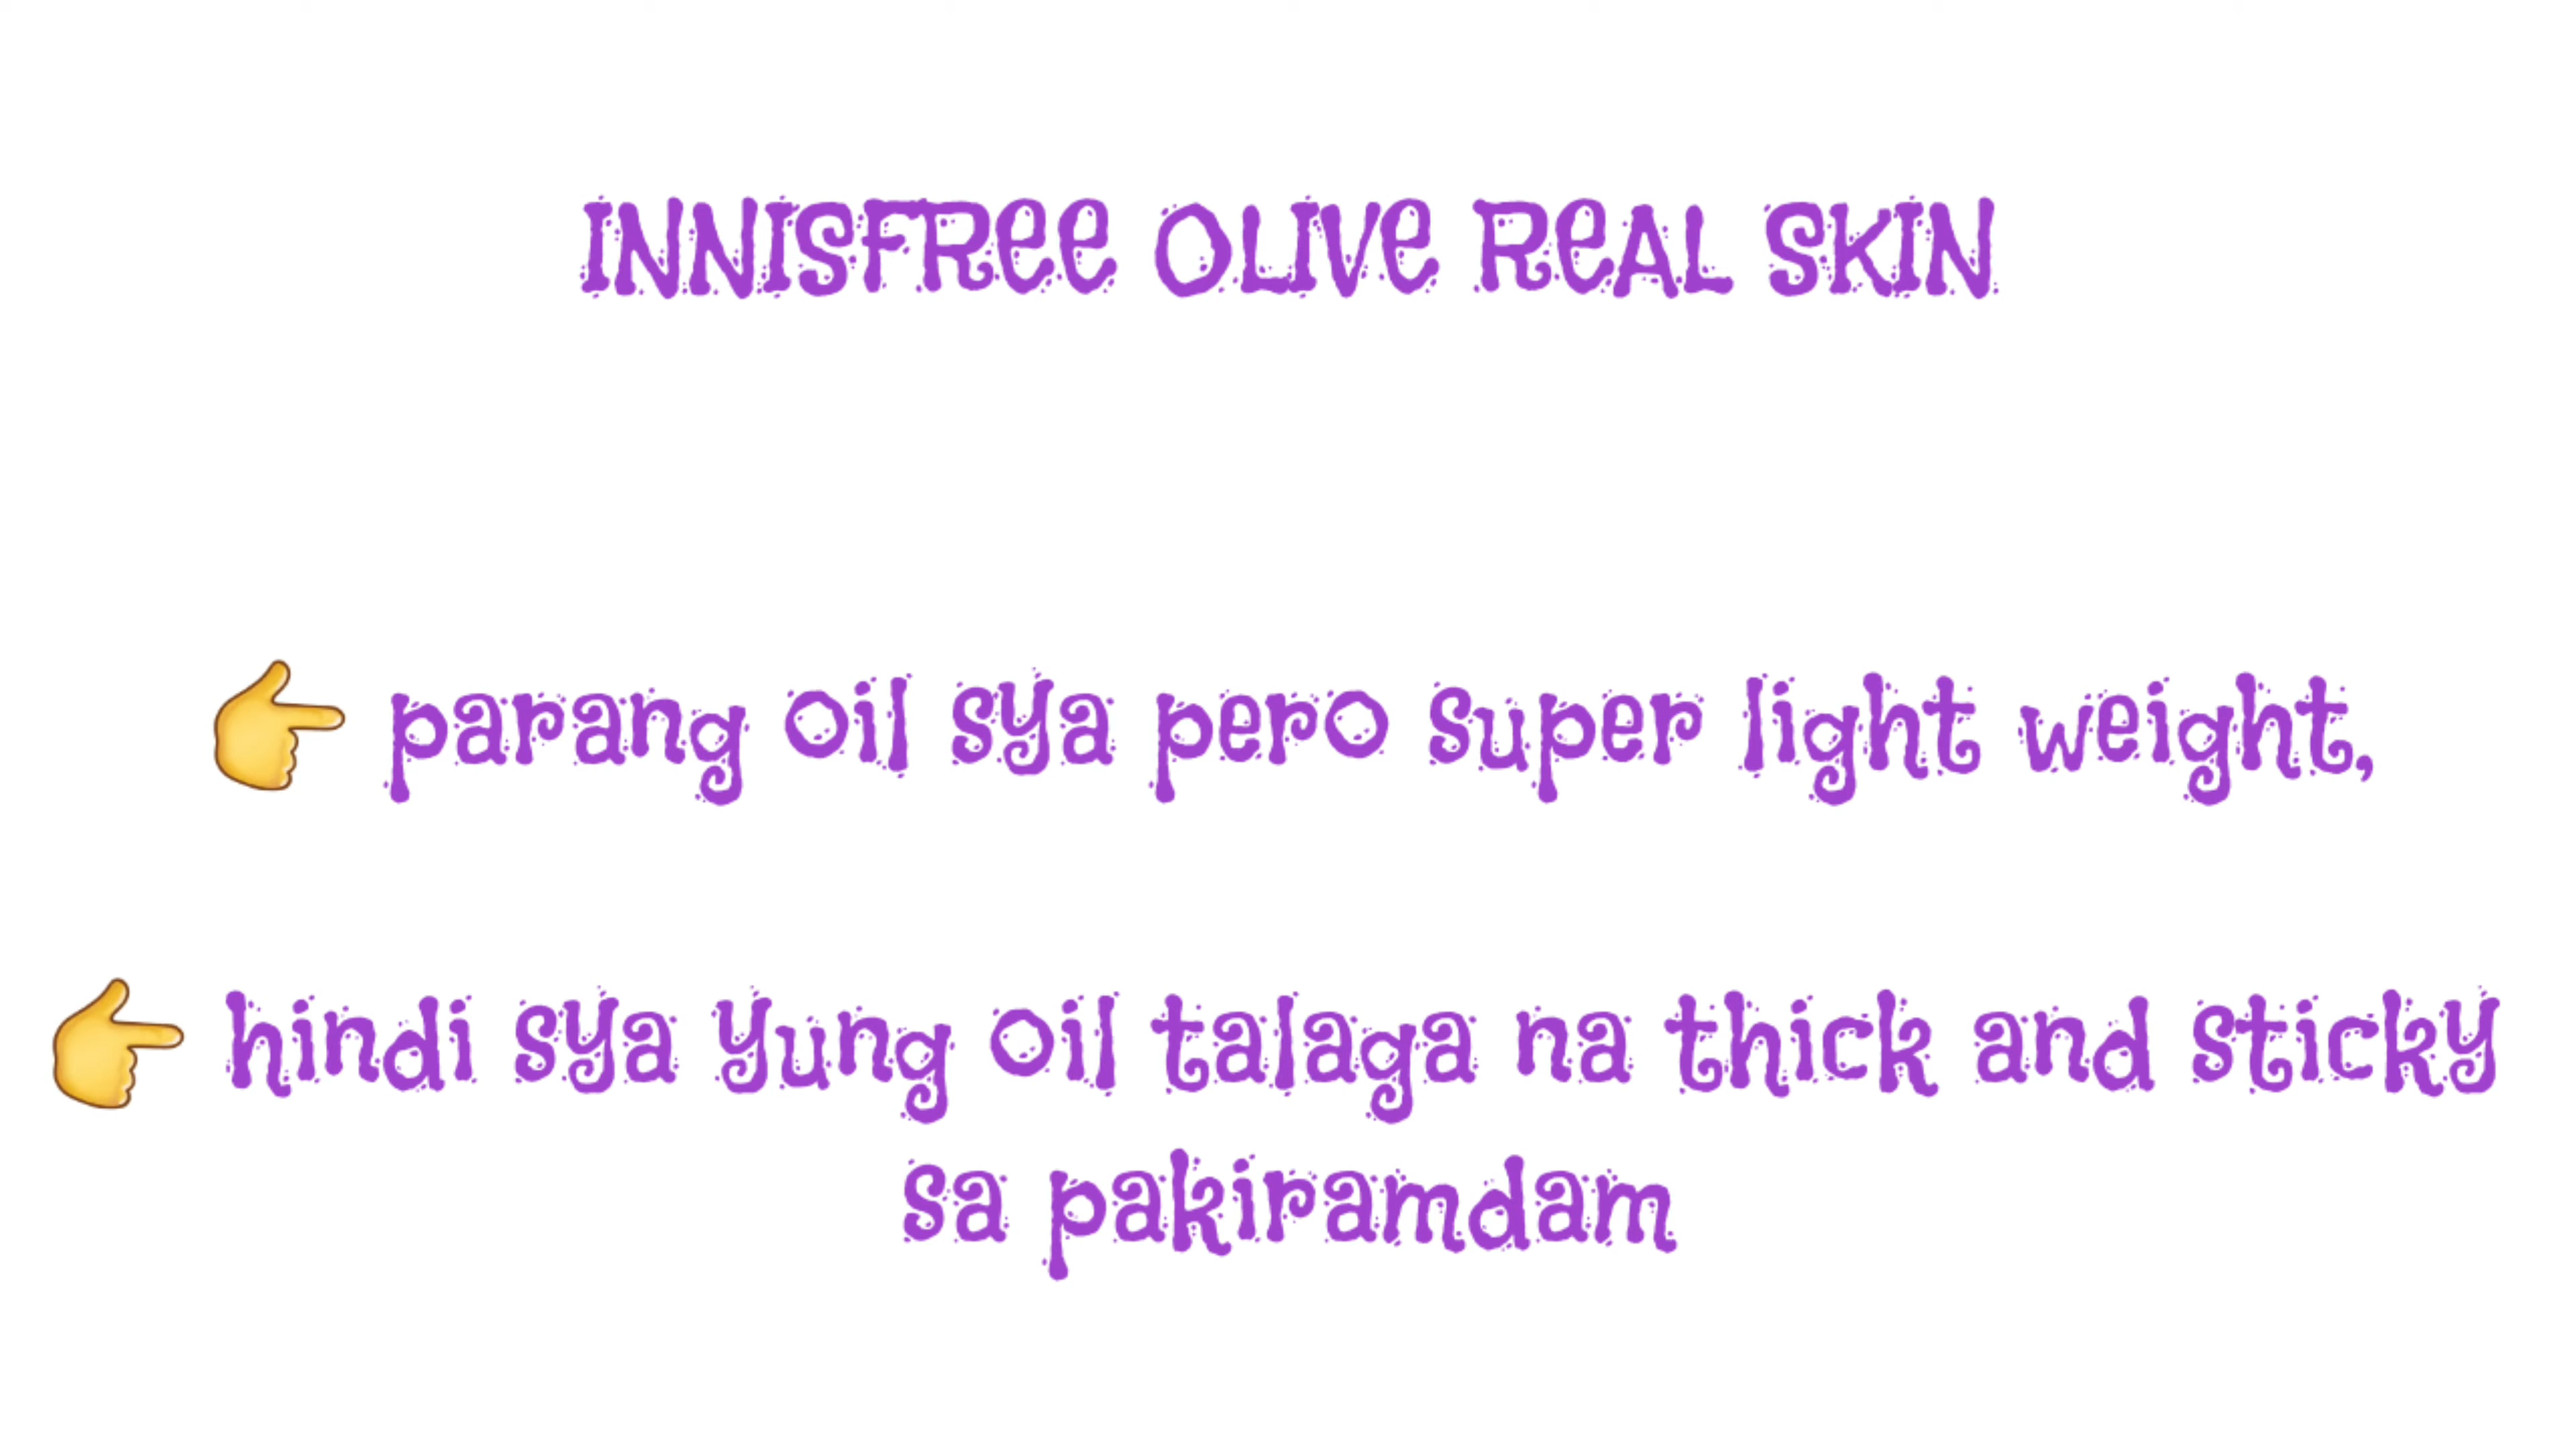 INNISFREE OLIVE REAL SKIN
👉 parang oil sya pero super light weight,
👉 hindi sya yung oil talaga na thick and sticky
sa pakiramdam